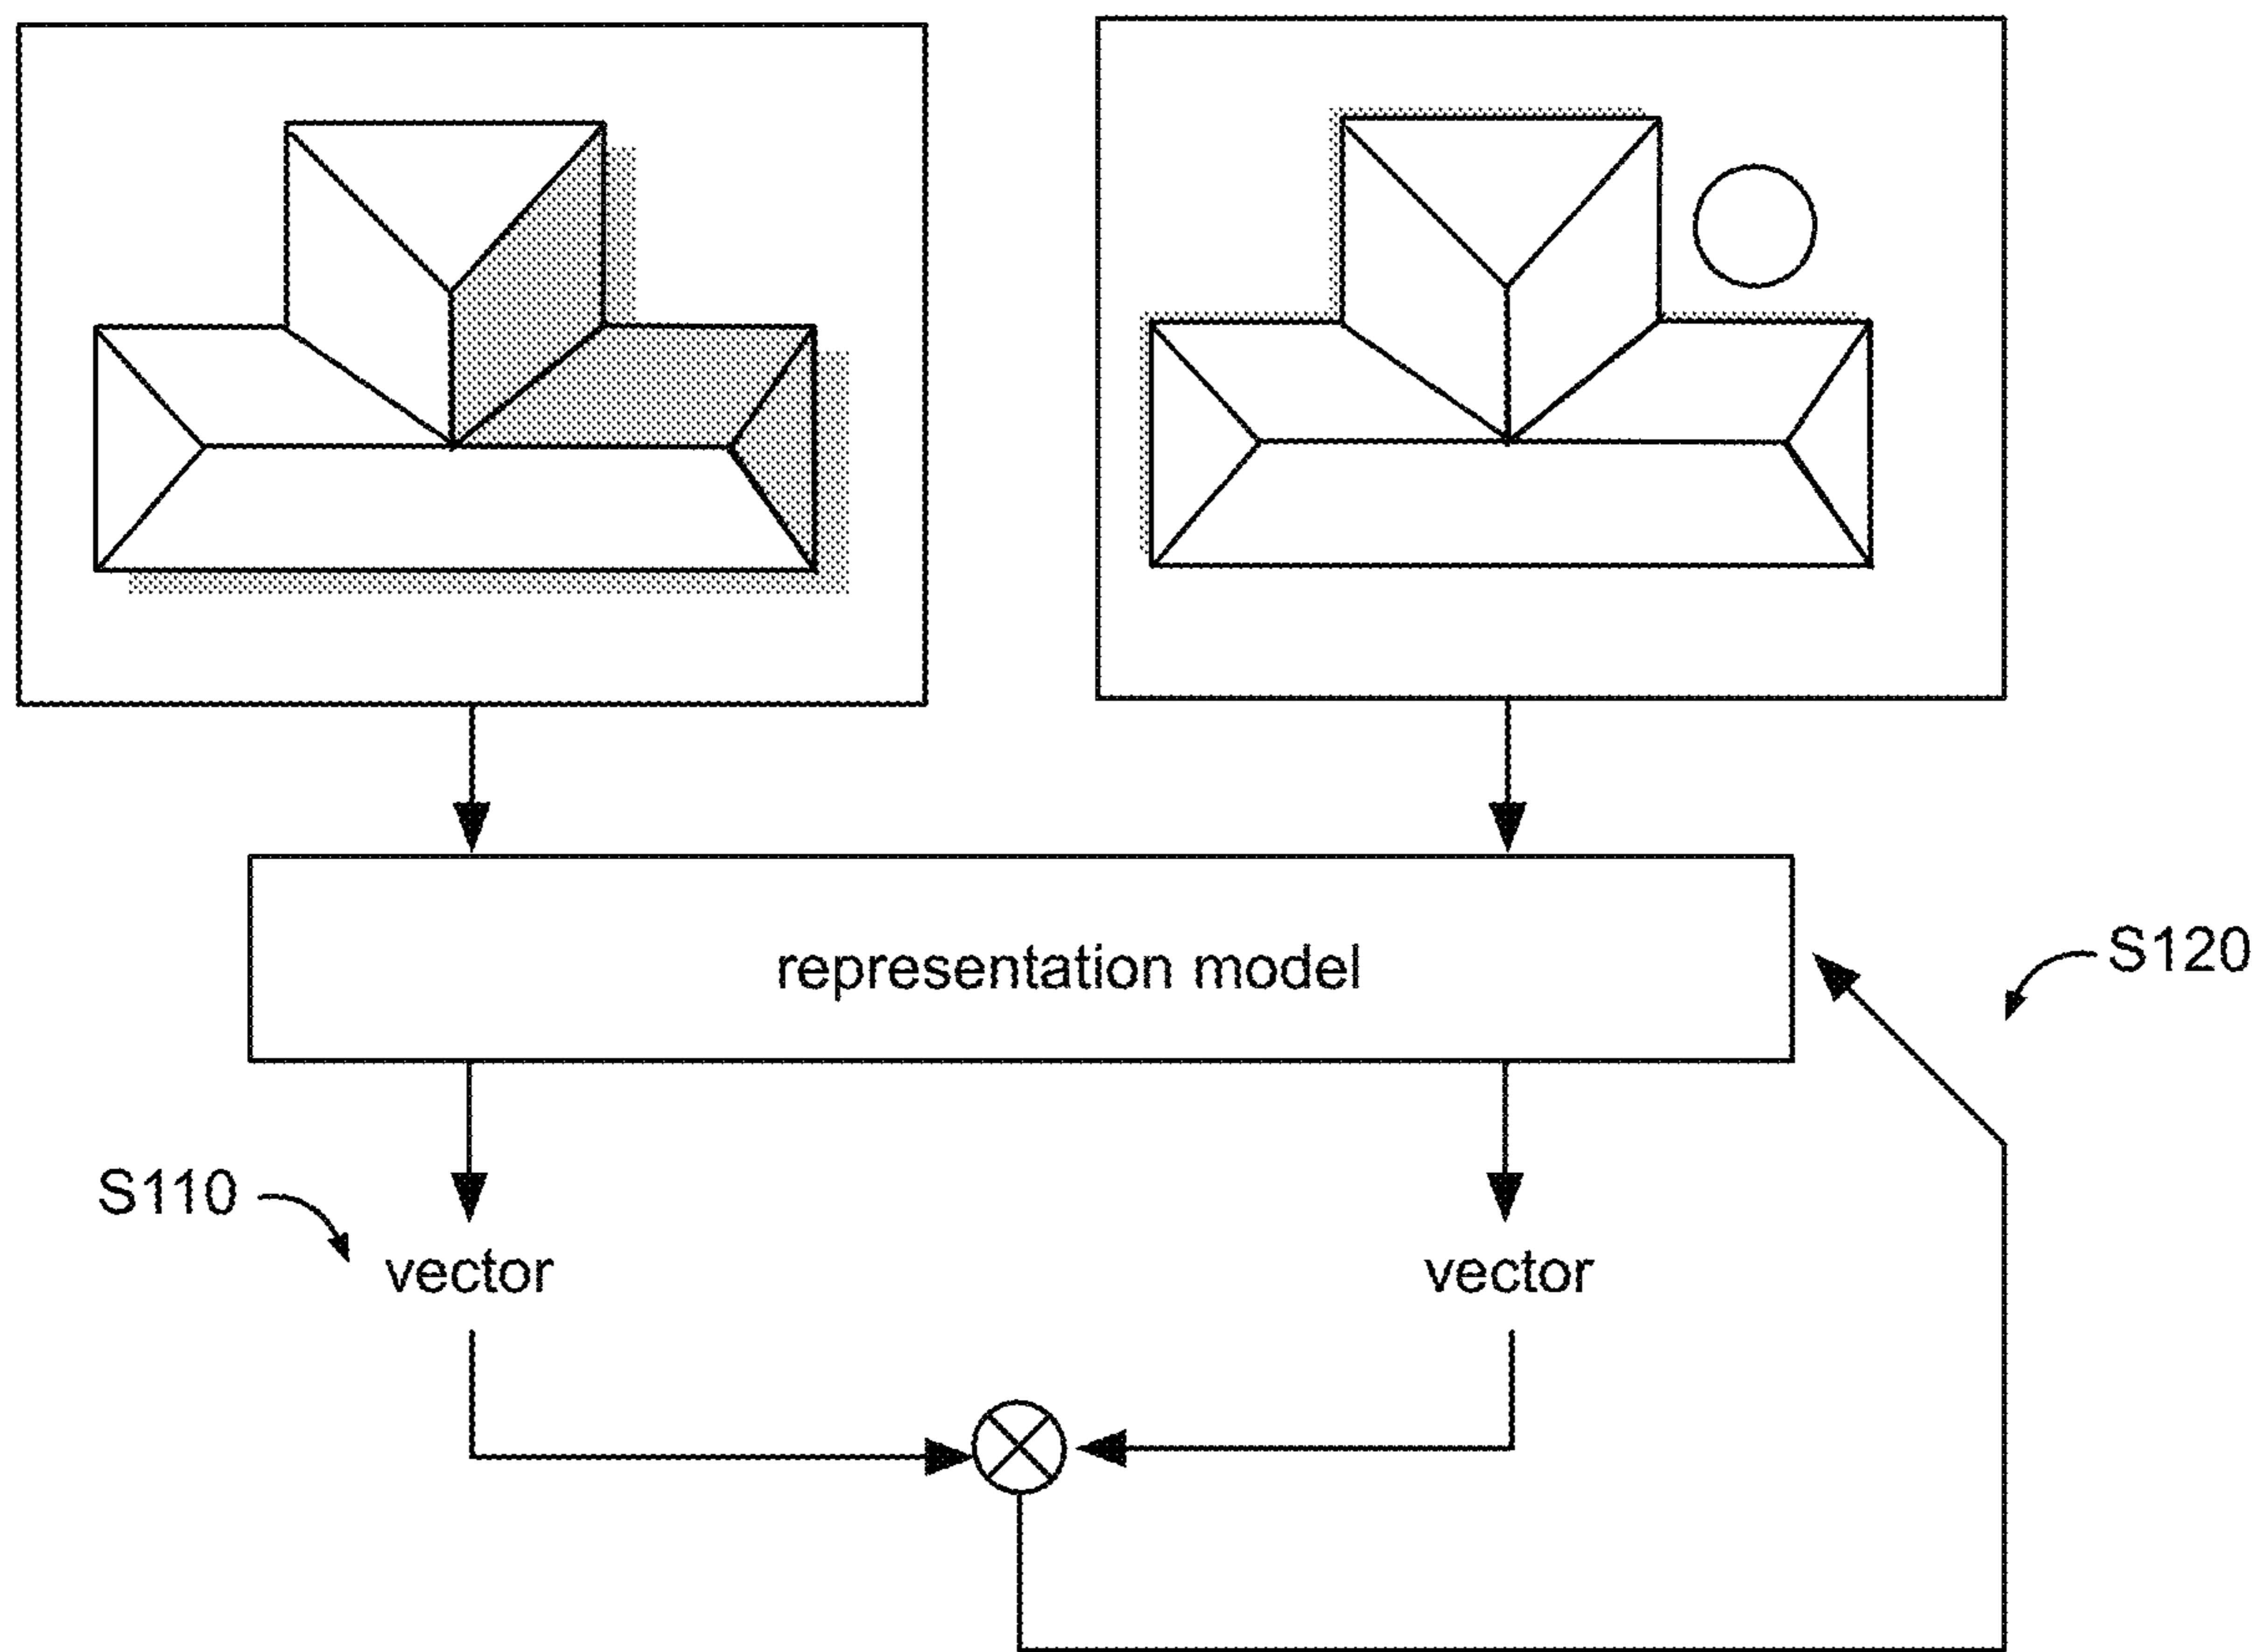 representation model
S120
S110
vector
vector